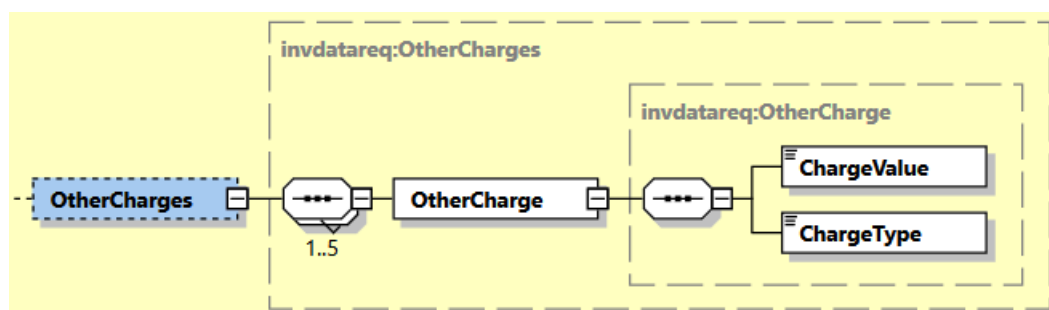 invdatareq:OtherCharges
invdatareq:OtherCharge
ChargeValue
OtherCharges
OtherCharge
ChargeType
1..5